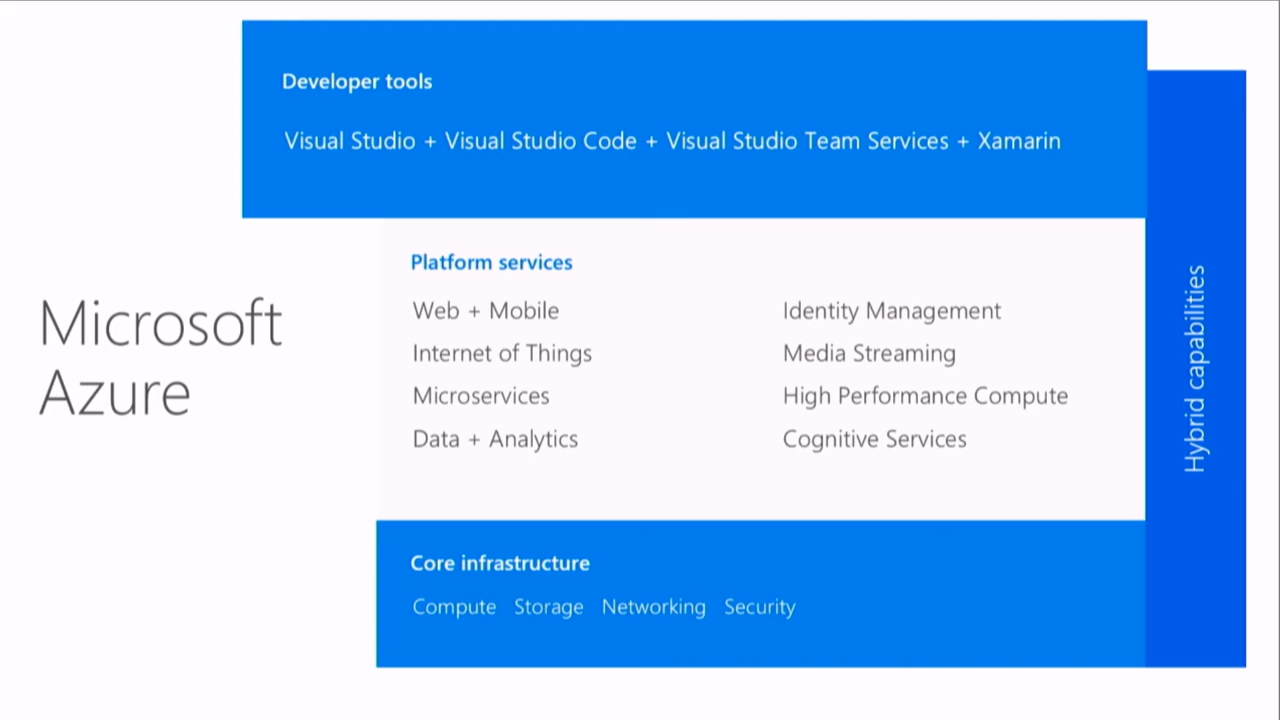 Developer tools
Visual Studio + Visual Studio Code + Visual Studio Team Services + Xamarin
Microsoft
Azure
Platform services
Web + Mobile
Internet of Things
Microservices
Data + Analytics
Identity Management
Media Streaming
High Performance Compute
Cognitive Services
Core infrastructure
Compute Storage Networking Security
Hybrid capabilities